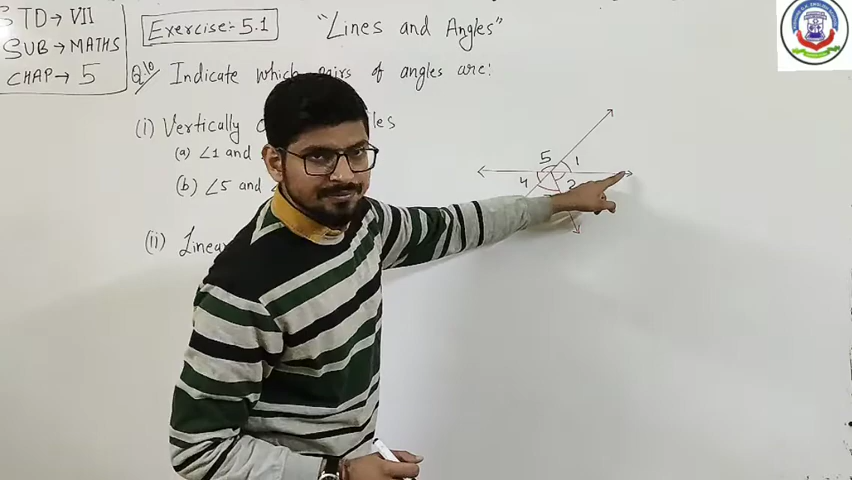 STD → VII
SUB → MATHS
CHAP → 5
Exercise:- 5.1
"Lines and Angles"
Q.10 Indicate which pairs of angles are:
(i) Vertically
(a) ∠1 and
(b) ∠5 and
(ii) Linear
5
1
4
2